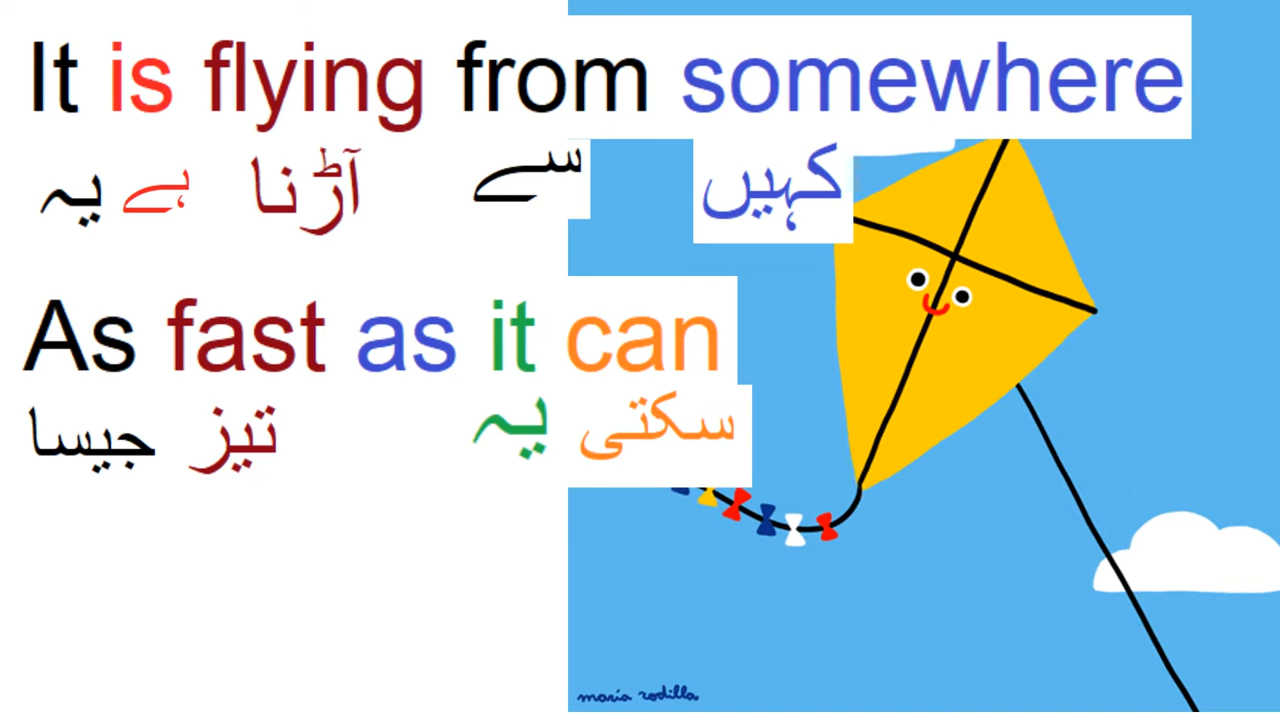 It is flying from somewhere
یہ ہے آڑنا سے کہیں
As fast as it can
جیسا تیز یہ سکتی
maria rodilla